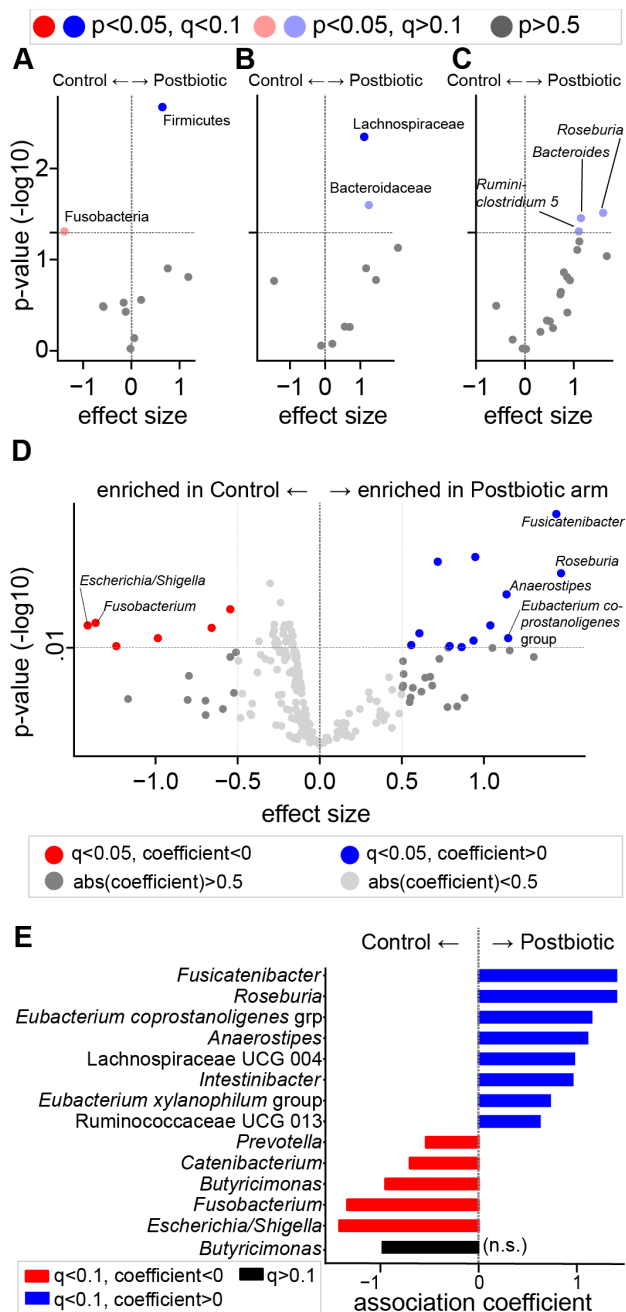 p<0.05, q<0.1 p<0.05, q>0.1 p>0.5
A B C
Control ←→ Postbiotic Control ←→ Postbiotic Control ←→ Postbiotic
Firmicutes
Fusobacteria
Lachnospiraceae
Bacteroidaceae
Roseburia
Bacteroides
Rumini-
clostridium 5
p-value (-log10)
2
1
0
−1 0 1
effect size
−1 0 1
effect size
−1 0 1
effect size
D
enriched in Control ← → enriched in Postbiotic arm
Fusicatenibacter
Escherichia/Shigella
Roseburia
Fusobacterium
Anaerostipes
Eubacterium co-
prostanoligenes
group
.01
p-value (-log10)
−1.0 −0.5 0.0 0.5 1.0
effect size
q<0.05, coefficient<0 q<0.05, coefficient>0
abs(coefficient)>0.5 abs(coefficient)<0.5
E
Control ← → Postbiotic
Fusicatenibacter
Roseburia
Eubacterium coprostanoligenes grp
Anaerostipes
Lachnospiraceae UCG 004
Intestinibacter
Eubacterium xylanophilum group
Ruminococcaceae UCG 013
Prevotella
Catenibacterium
Butyricimonas
Fusobacterium
Escherichia/Shigella
Butyricimonas (n.s.)
q<0.1, coefficient<0 q>0.1
q<0.1, coefficient>0
−1 0 1
association coefficient